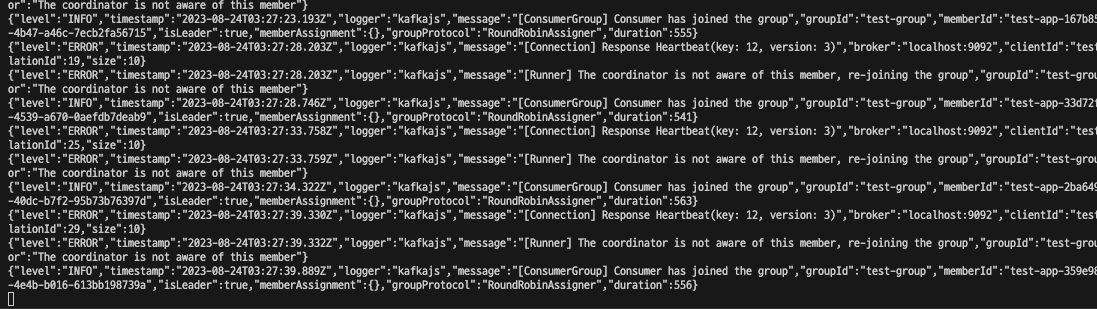 or":"The coordinator is not aware of this member"}
{"level":"INFO","timestamp":"2023-08-24T03:27:23.193Z","logger":"kafkajs","message":"[ConsumerGroup] Consumer has joined the group","groupId":"test-group","memberId":"test-app-167b85
-4b47-a46c-7ecb2fa56715","isLeader":true,"memberAssignment":{},"groupProtocol":"RoundRobinAssigner","duration":555}
{"level":"ERROR","timestamp":"2023-08-24T03:27:28.203Z","logger":"kafkajs","message":"[Connection] Response Heartbeat(key: 12, version: 3)","broker":"localhost:9092","clientId":"test
lationId":19,"size":10}
{"level":"ERROR","timestamp":"2023-08-24T03:27:28.203Z","logger":"kafkajs","message":"[Runner] The coordinator is not aware of this member, re-joining the group","groupId":"test-grou
or":"The coordinator is not aware of this member"}
{"level":"INFO","timestamp":"2023-08-24T03:27:28.746Z","logger":"kafkajs","message":"[ConsumerGroup] Consumer has joined the group","groupId":"test-group","memberId":"test-app-33d72f
-4539-a670-0aefdb7deab9","isLeader":true,"memberAssignment":{},"groupProtocol":"RoundRobinAssigner","duration":541}
{"level":"ERROR","timestamp":"2023-08-24T03:27:33.758Z","logger":"kafkajs","message":"[Connection] Response Heartbeat(key: 12, version: 3)","broker":"localhost:9092","clientId":"test
lationId":25,"size":10}
{"level":"ERROR","timestamp":"2023-08-24T03:27:33.759Z","logger":"kafkajs","message":"[Runner] The coordinator is not aware of this member, re-joining the group","groupId":"test-grou
or":"The coordinator is not aware of this member"}
{"level":"INFO","timestamp":"2023-08-24T03:27:34.322Z","logger":"kafkajs","message":"[ConsumerGroup] Consumer has joined the group","groupId":"test-group","memberId":"test-app-2ba649
-40dc-b7f2-95b73b76397d","isLeader":true,"memberAssignment":{},"groupProtocol":"RoundRobinAssigner","duration":563}
{"level":"ERROR","timestamp":"2023-08-24T03:27:39.330Z","logger":"kafkajs","message":"[Connection] Response Heartbeat(key: 12, version: 3)","broker":"localhost:9092","clientId":"test
lationId":29,"size":10}
{"level":"ERROR","timestamp":"2023-08-24T03:27:39.332Z","logger":"kafkajs","message":"[Runner] The coordinator is not aware of this member, re-joining the group","groupId":"test-grou
or":"The coordinator is not aware of this member"}
{"level":"INFO","timestamp":"2023-08-24T03:27:39.889Z","logger":"kafkajs","message":"[ConsumerGroup] Consumer has joined the group","groupId":"test-group","memberId":"test-app-359e98
-4e4b-b016-613bb198739a","isLeader":true,"memberAssignment":{},"groupProtocol":"RoundRobinAssigner","duration":556}